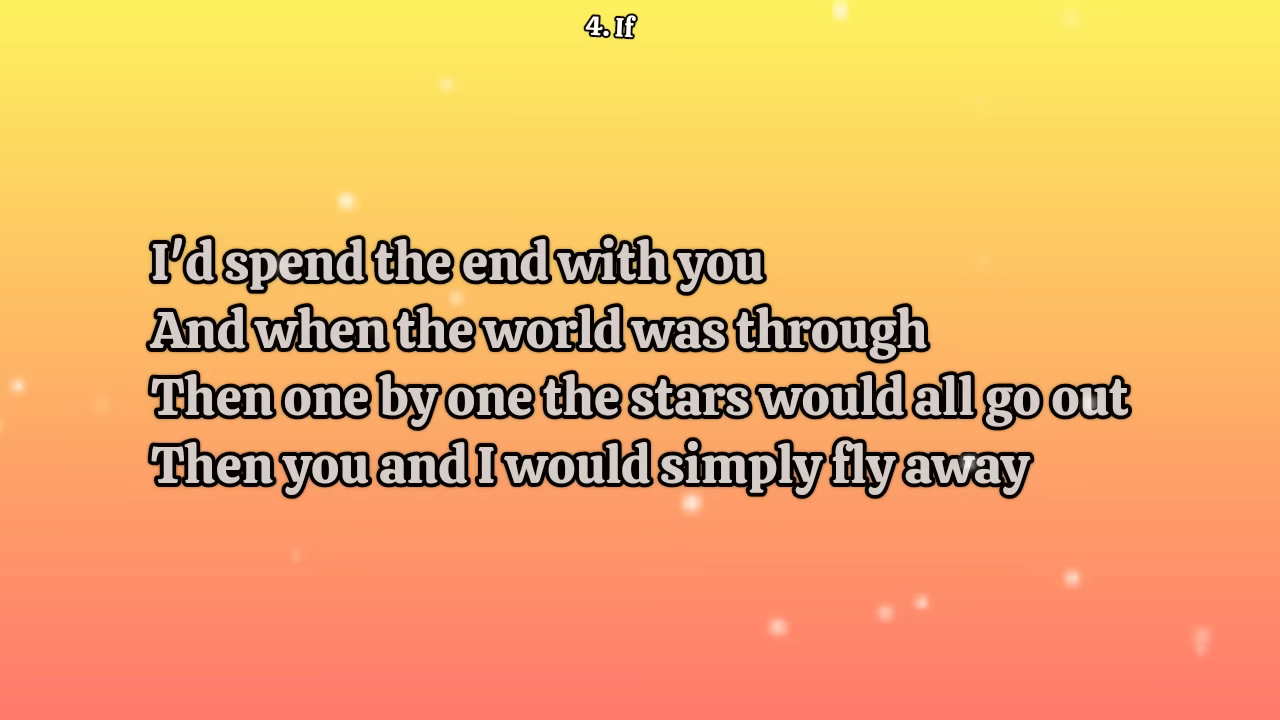 4. If
I'd spend the end with you
And when the world was through
Then one by one the stars would all go out
Then you and I would simply fly away